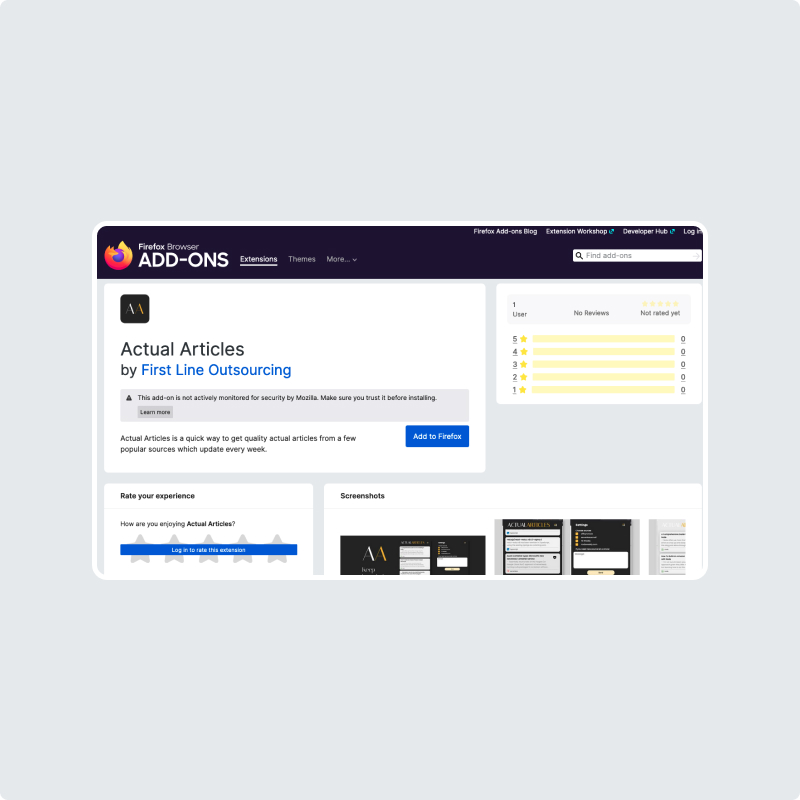 Firefox Add-ons Blog Extension Workshop Developer Hub Log in
Firefox Browser
ADD-ONS
Extensions Themes More...
Find add-ons
AA
Actual Articles
by First Line Outsourcing
This add-on is not actively monitored for security by Mozilla. Make sure you trust it before installing.
Learn more
Actual Articles is a quick way to get quality actual articles from a few
popular sources which update every week.
Add to Firefox
1
User
No Reviews
Not rated yet
5 0
4 0
3 0
2 0
1 0
Rate your experience
How are you enjoying Actual Articles?
Log in to rate this extension
Screenshots
AA
keep
ACTUAL ARTICLES
Settings